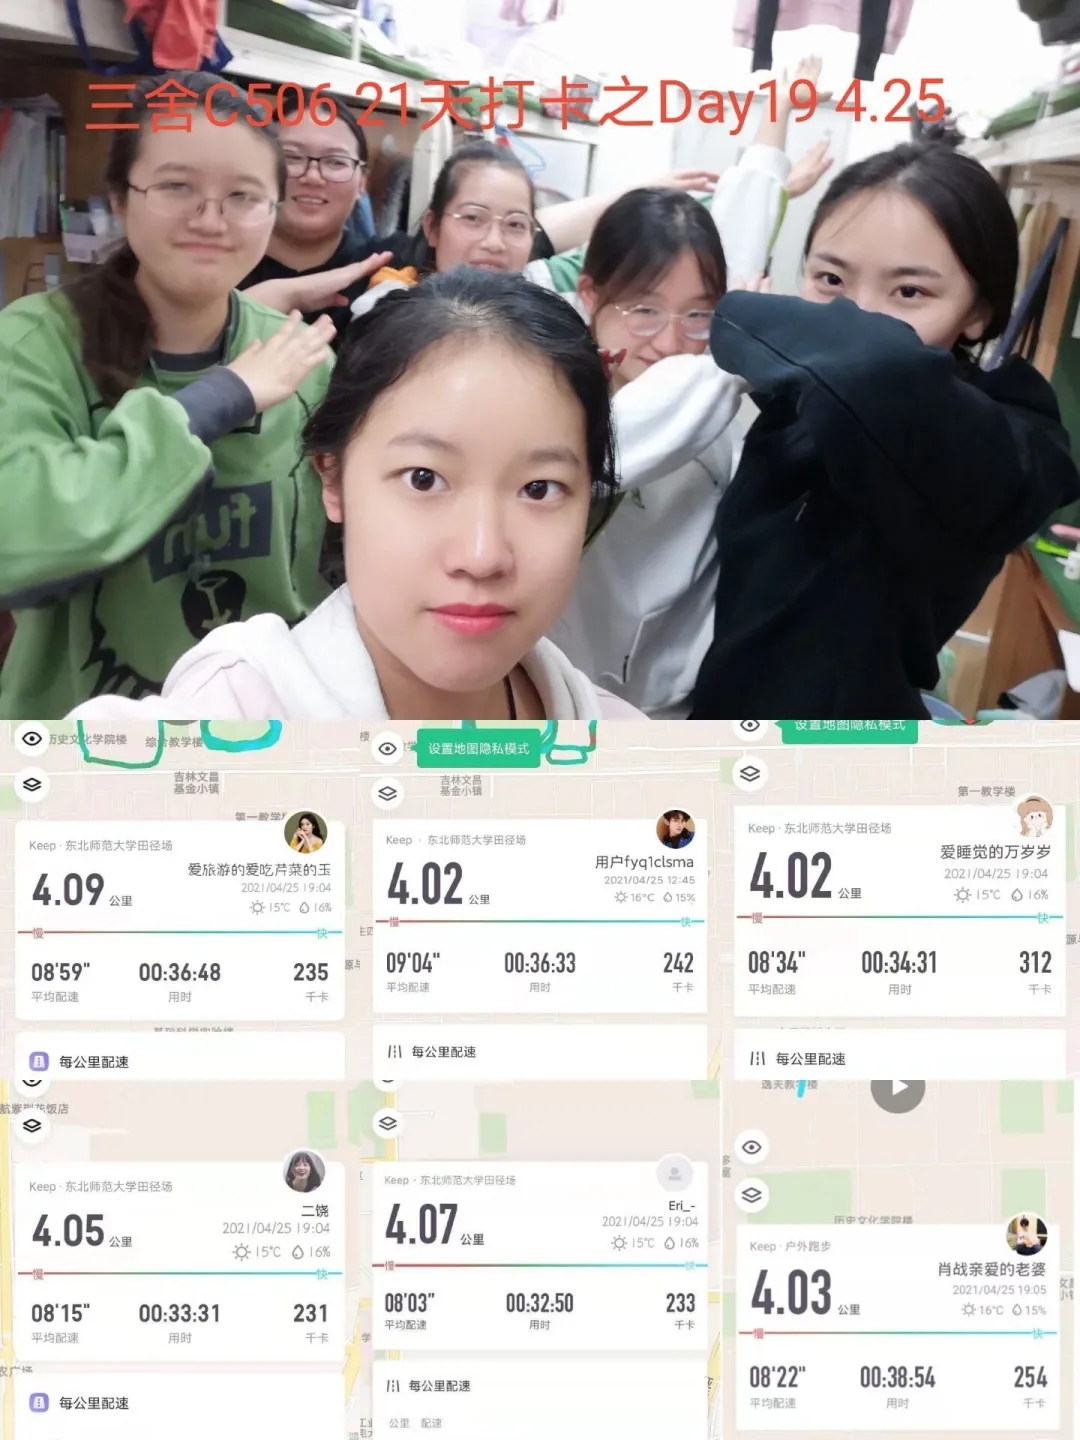 三舍C506 21天打卡之Day19 4.25
fun
历史文化学院楼
综合教学楼
吉林文昌
基金小镇
Keep · 东北师范大学田径场
4.09 公里
爱旅游的爱吃芹菜的玉
2021/04/25 19:04
15℃ 16%
慢 快
08'59" 00:36:48 235
平均配速 用时 千卡
每公里配速
设置地图隐私模式
吉林文昌
基金小镇
Keep · 东北师范大学田径场
4.02 公里
用户fyq1clsma
2021/04/25 12:45
16℃ 15%
慢 快
09'04" 00:36:33 242
平均配速 用时 千卡
每公里配速
设置地图隐私模式
第一教学楼
Keep · 东北师范大学田径场
4.02 公里
爱睡觉的万岁岁
2021/04/25 19:04
15℃ 16%
慢 快
08'34" 00:34:31 312
平均配速 用时 千卡
每公里配速
Keep · 东北师范大学田径场
4.05 公里
二饶
2021/04/25 19:04
15℃ 16%
慢 快
08'15" 00:33:31 231
平均配速 用时 千卡
每公里配速
Keep · 东北师范大学田径场
4.07 公里
Eri_-
2021/04/25 19:04
15℃ 16%
慢 快
08'03" 00:32:50 233
平均配速 用时 千卡
每公里配速
公里 配速
逸夫教学楼
历史文化学院楼
Keep · 户外跑步
4.03 公里
肖战亲爱的老婆
2021/04/25 19:05
16℃ 15%
慢 快
08'22" 00:38:54 254
平均配速 用时 千卡